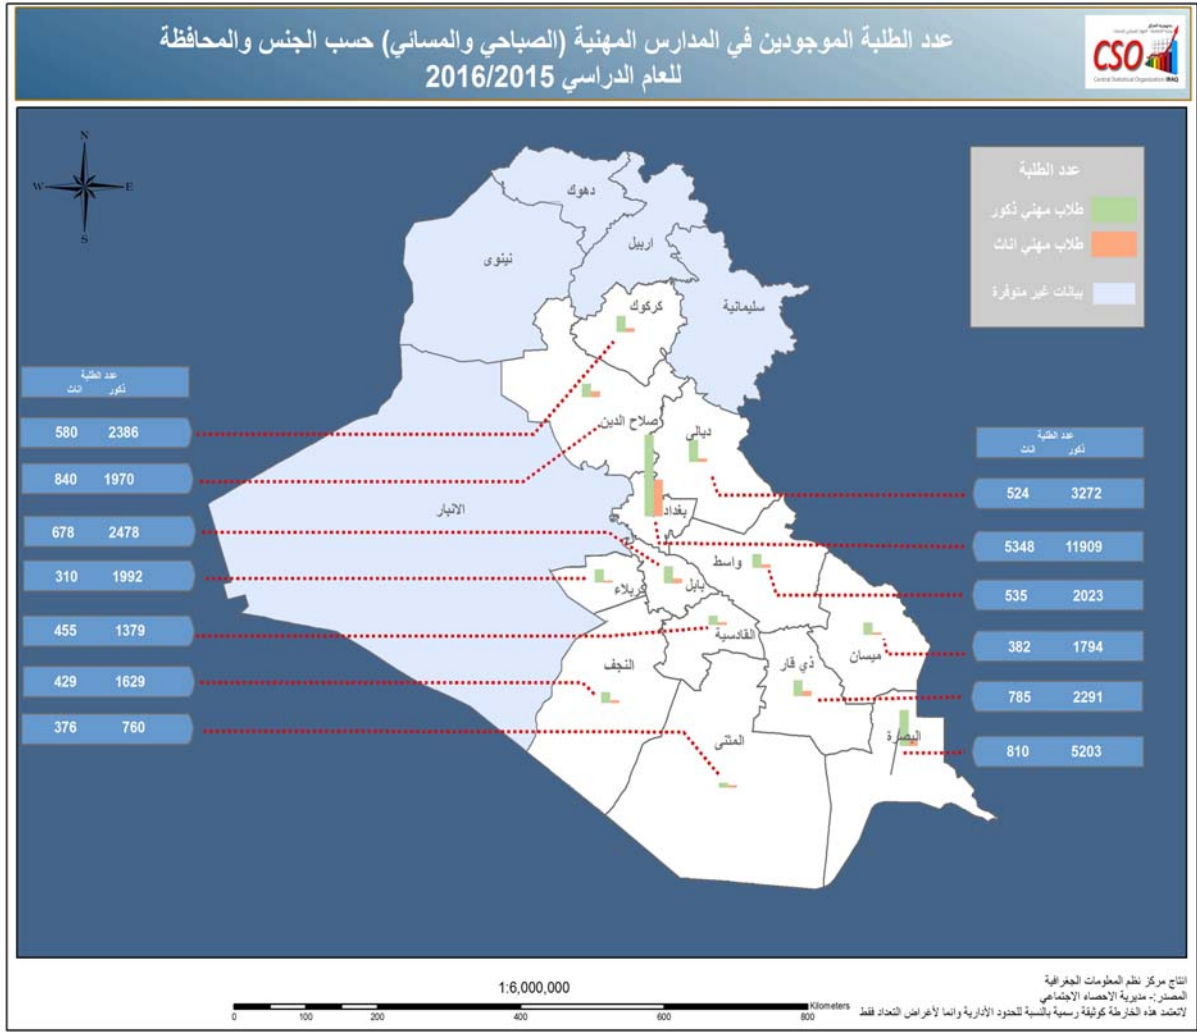 عدد الطلبة الموجودين في المدارس المهنية (الصباحي والمسائي) حسب الجنس والمحافظة
للعام الدراسي 2016/2015
CSO
Central Statistical Organization IRAQ
N
W
E
S
عدد الطلبة
طلاب مهني ذكور
طلاب مهني اناث
بيانات غير متوفرة
دهوك
اربيل
نينوى
سليمانية
كركوك
صلاح الدين
ديالى
الانبار
بغداد
واسط
بابل
كربلاء
القادسية
النجف
ميسان
ذي قار
المثنى
البصرة
عدد الطلبة
ذكور اناث
2386 580
1970 840
2478 678
1992 310
1379 455
1629 429
760 376
عدد الطلبة
ذكور اناث
3272 524
11909 5348
2023 535
1794 382
2291 785
5203 810
1:6,000,000
Kilometers
0 100 200 400 600 800
انتاج مركز نظم المعلومات الجغرافية
المصدر:- مديرية الاحصاء الاجتماعي
لاتعتمد هذه الخارطة كوثيقة رسمية بالنسبة للحدود الأدارية وانما لأغراض التعداد فقط